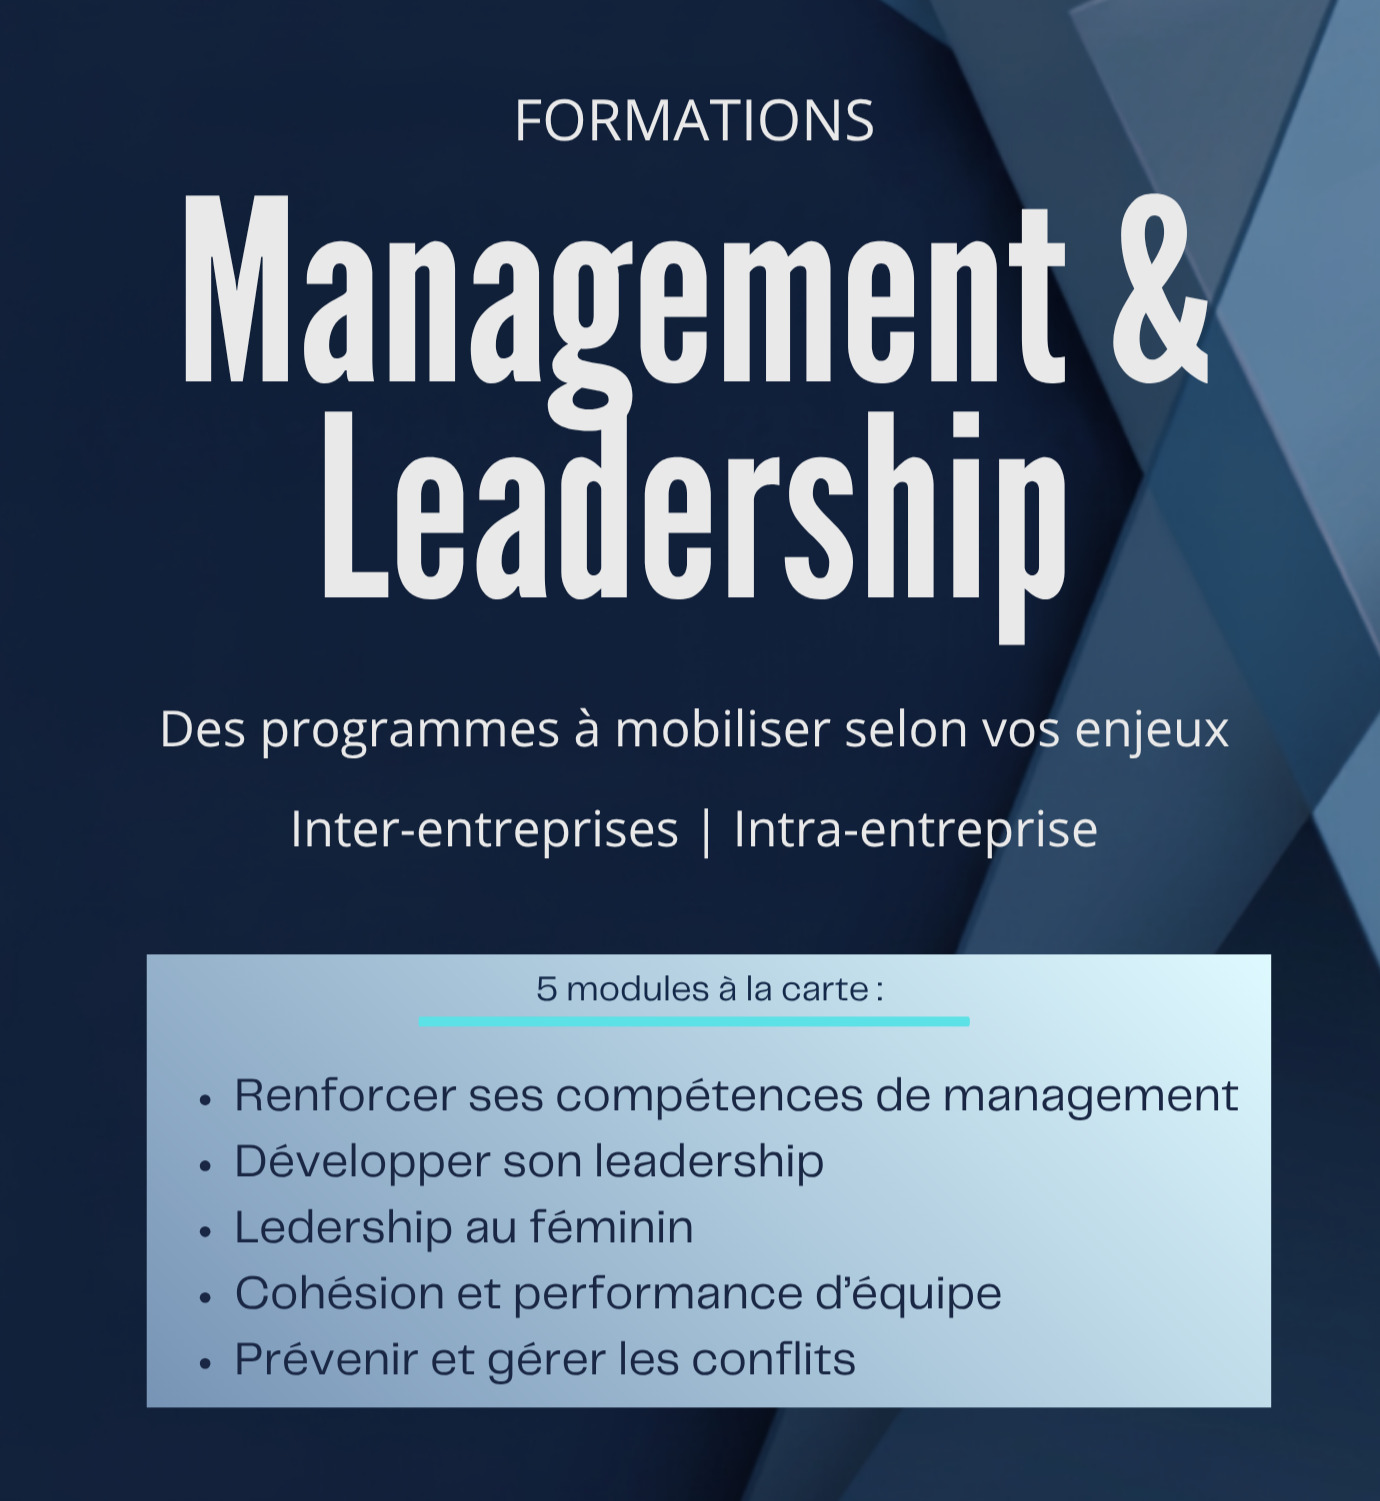 FORMATIONS
Management &
Leadership
Des programmes à mobiliser selon vos enjeux
Inter-entreprises | Intra-entreprise
5 modules à la carte :
• Renforcer ses compétences de management
• Développer son leadership
• Ledership au féminin
• Cohésion et performance d’équipe
• Prévenir et gérer les conflits